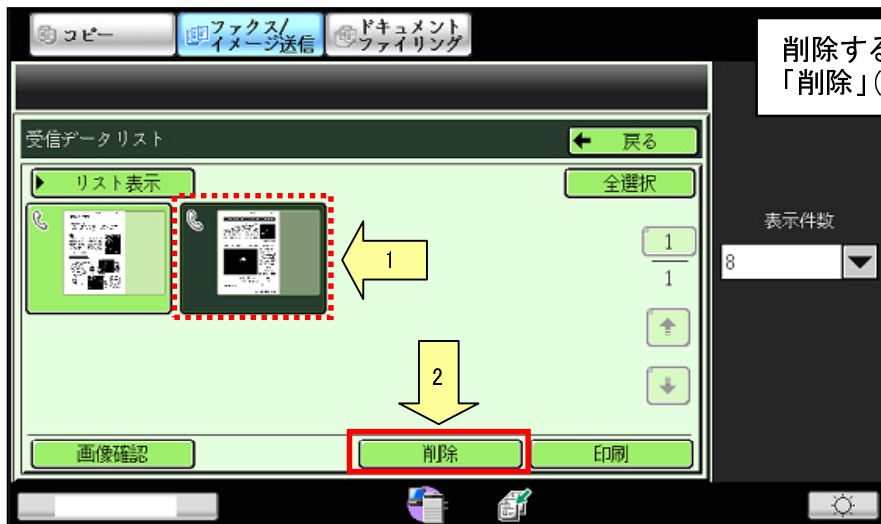 コピー
ファクス/
イメージ送信
ドキュメント
ファイリング
削除する
「削除」(
受信データリスト
戻る
リスト表示
全選択
1
1
1
表示件数
8
2
画像確認
削除
印刷